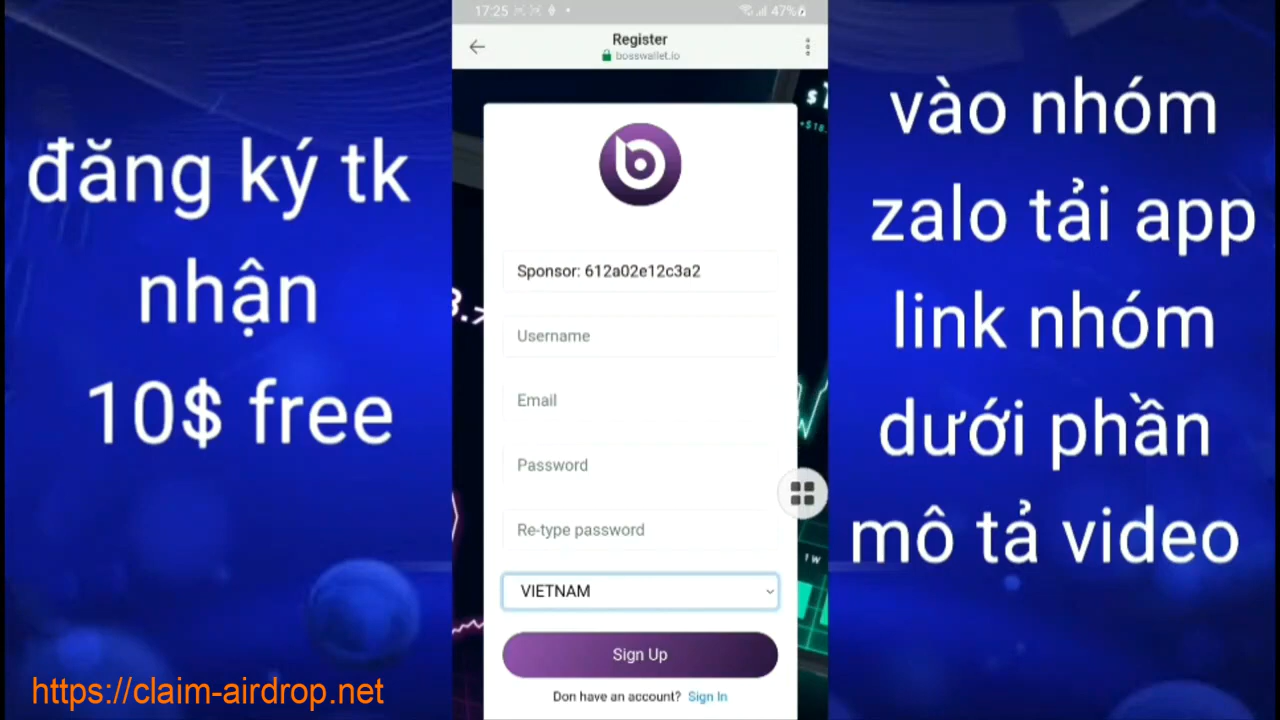 đăng ký tk
nhận
10$ free
https://claim-airdrop.net
17:25
47%
Register
bosswallet.io
Sponsor: 612a02e12c3a2
Username
Email
Password
Re-type password
VIETNAM
Sign Up
Don have an account? Sign In
$
+$18.
1 W
vào nhóm
zalo tải app
link nhóm
dưới phần
mô tả video